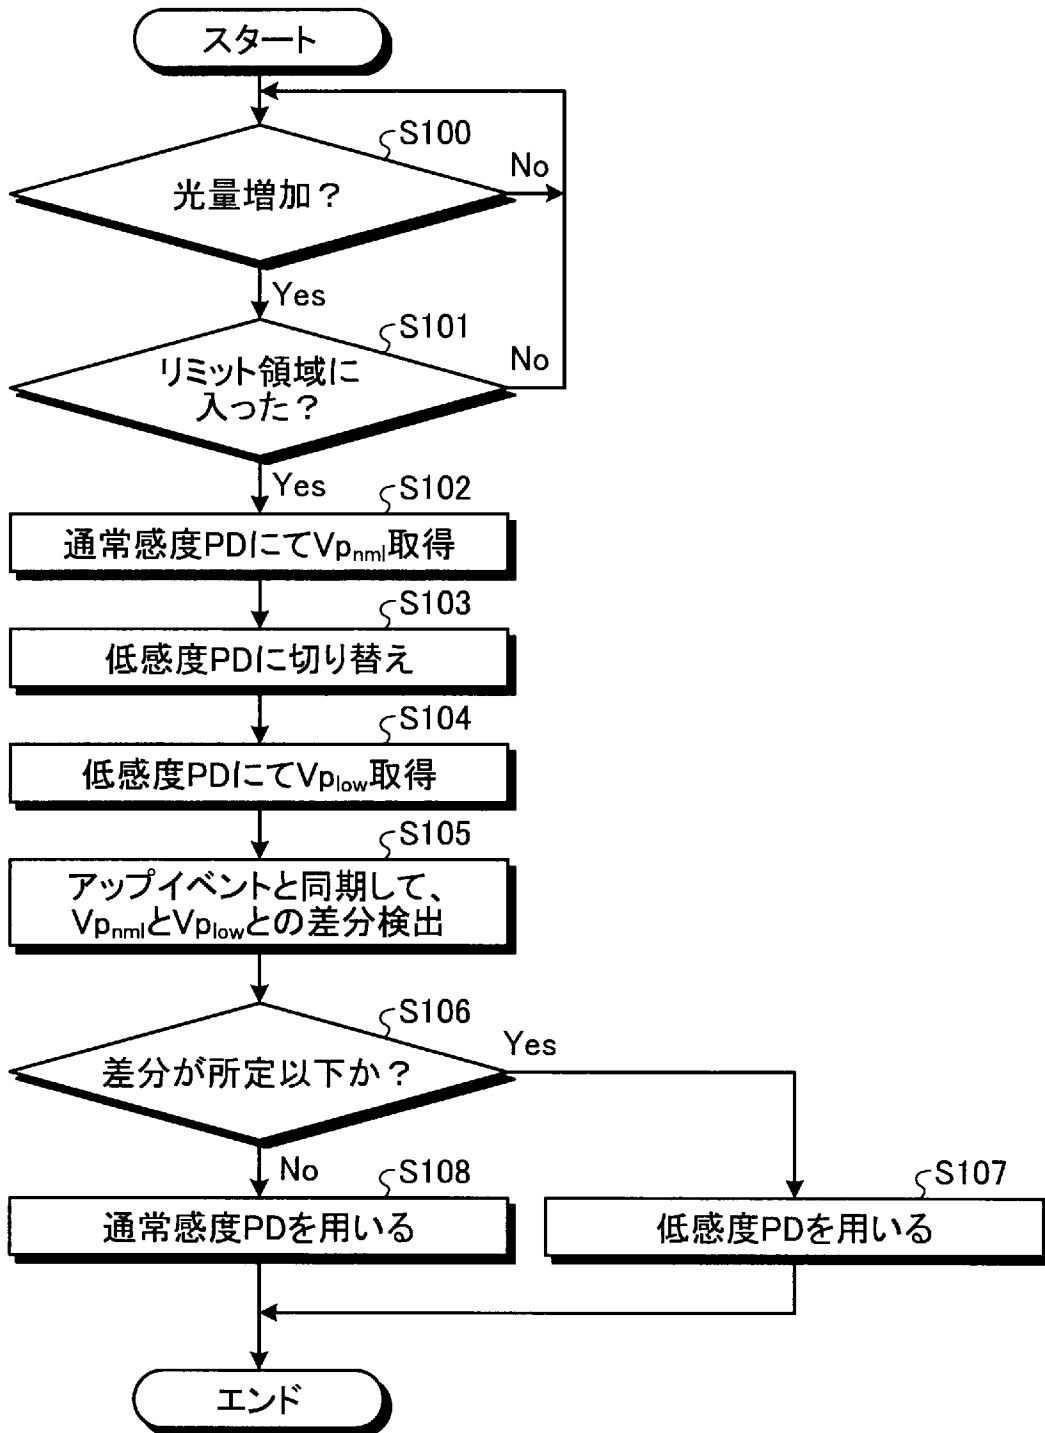 スタート
S100
光量増加？
No
Yes
S101
リミット領域に
入った？
No
Yes
S102
通常感度PDにてVpnml取得
S103
低感度PDに切り替え
S104
低感度PDにてVplow取得
S105
アップイベントと同期して、
VpnmlとVplowとの差分検出
S106
差分が所定以下か？
Yes
No
S108
通常感度PDを用いる
S107
低感度PDを用いる
エンド